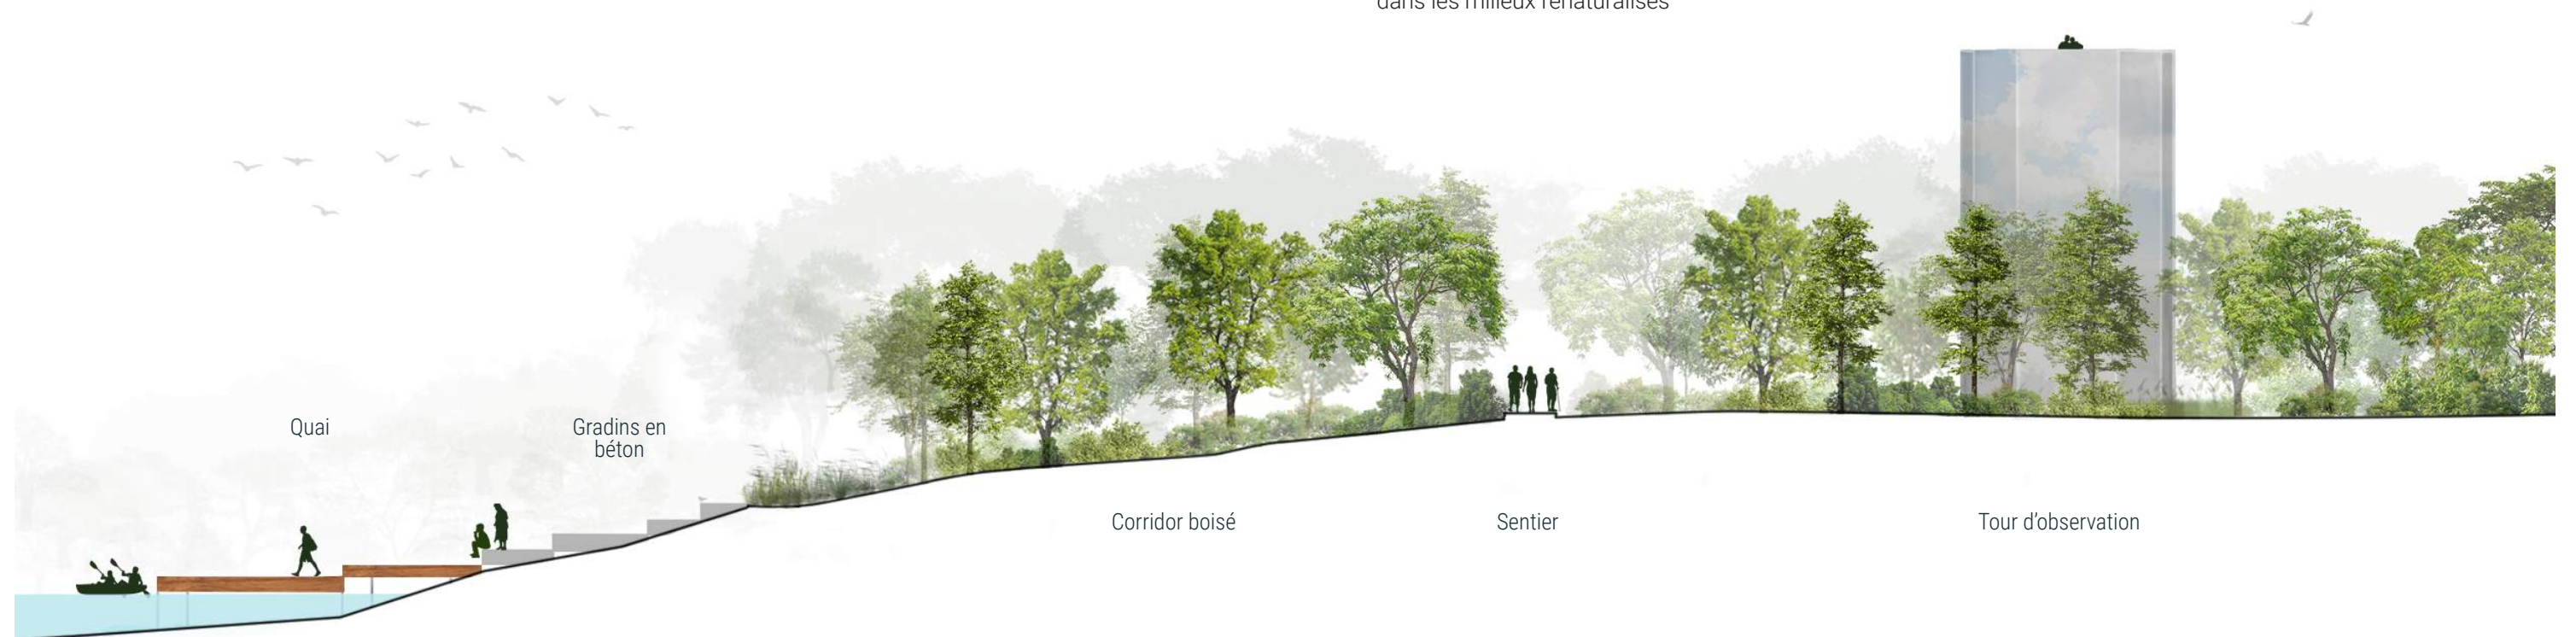 dans les milieux renaturalisés
Quai
Gradins en
béton
Corridor boisé
Sentier
Tour d'observation